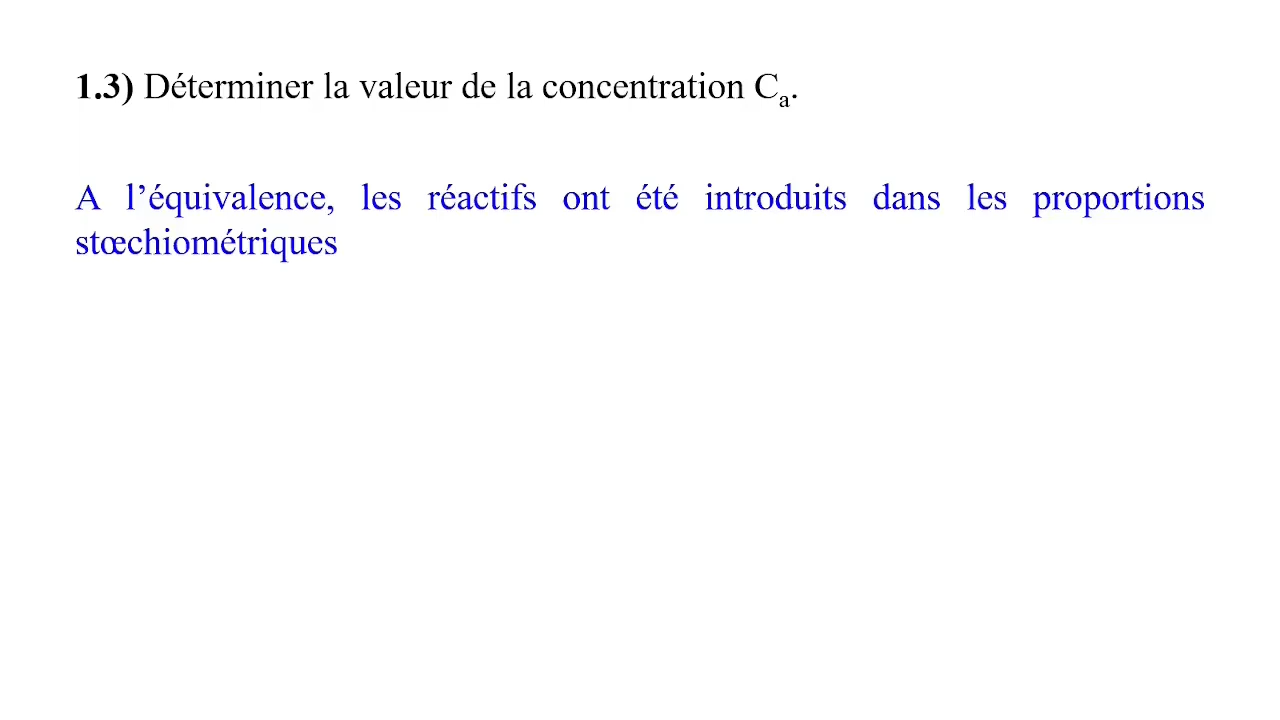 1.3) Déterminer la valeur de la concentration Ca.
A l’équivalence, les réactifs ont été introduits dans les proportions
stœchiométriques